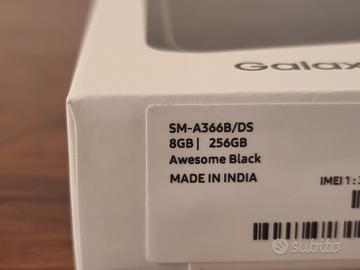 Galax
SM-A366B/DS
8GB | 256GB
Awesome Black
MADE IN INDIA
IMEI 1 :
subito